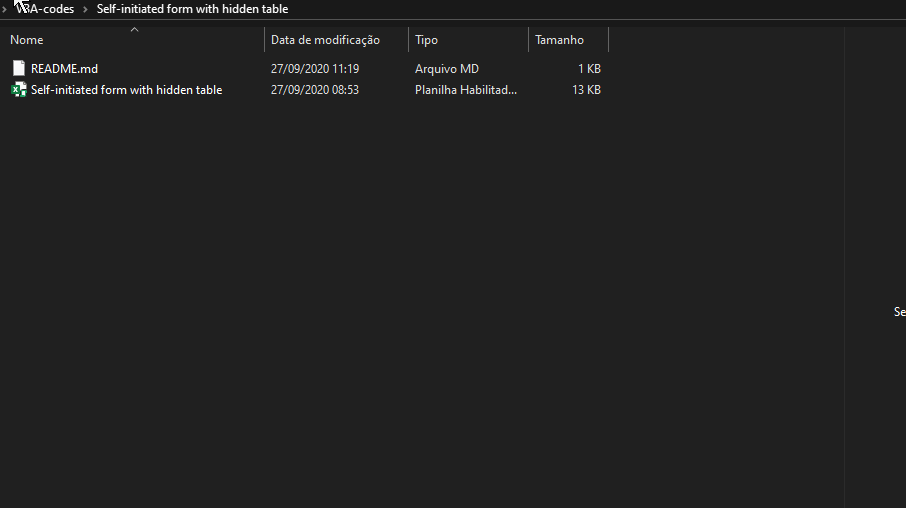 VBA-codes > Self-initiated form with hidden table
Nome Data de modificação Tipo Tamanho
README.md 27/09/2020 11:19 Arquivo MD 1 KB
Self-initiated form with hidden table 27/09/2020 08:53 Planilha Habilitad... 13 KB
Se